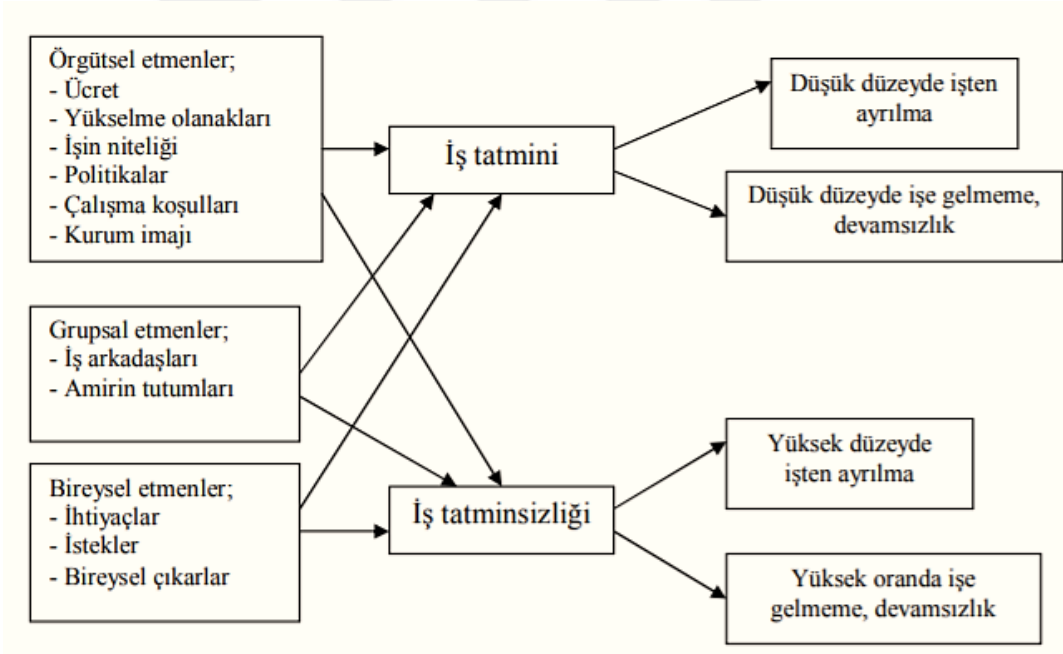 Örgütsel etmenler;
- Ücret
- Yükselme olanakları
- İşin niteliği
- Politikalar
- Çalışma koşulları
- Kurum imajı
Grupsal etmenler;
- İş arkadaşları
- Amirin tutumları
Bireysel etmenler;
- İhtiyaçlar
- İstekler
- Bireysel çıkarlar
İş tatmini
İş tatminsizliği
Düşük düzeyde işten
ayrılma
Düşük düzeyde işe gelmeme,
devamsızlık
Yüksek düzeyde
işten ayrılma
Yüksek oranda işe
gelmeme, devamsızlık